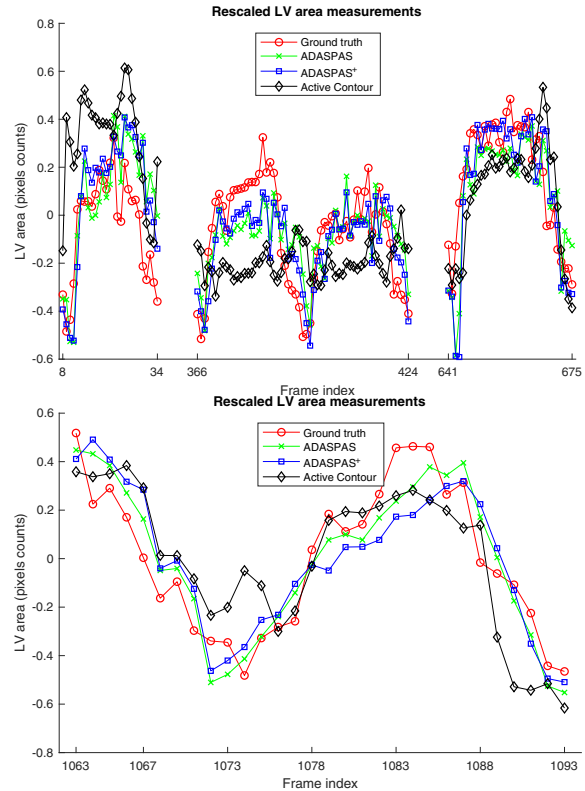 Rescaled LV area measurements
0.8
0.6
0.4
0.2
0
-0.2
-0.4
-0.6
LV area (pixels counts)
Ground truth
ADASPAS
ADASPAS+
Active Contour
8
34
366
424
641
675
Frame index
Rescaled LV area measurements
0.6
0.4
0.2
0
-0.2
-0.4
-0.6
-0.8
LV area (pixels counts)
Ground truth
ADASPAS
ADASPAS+
Active Contour
1063
1067
1073
1078
1083
1088
1093
Frame index